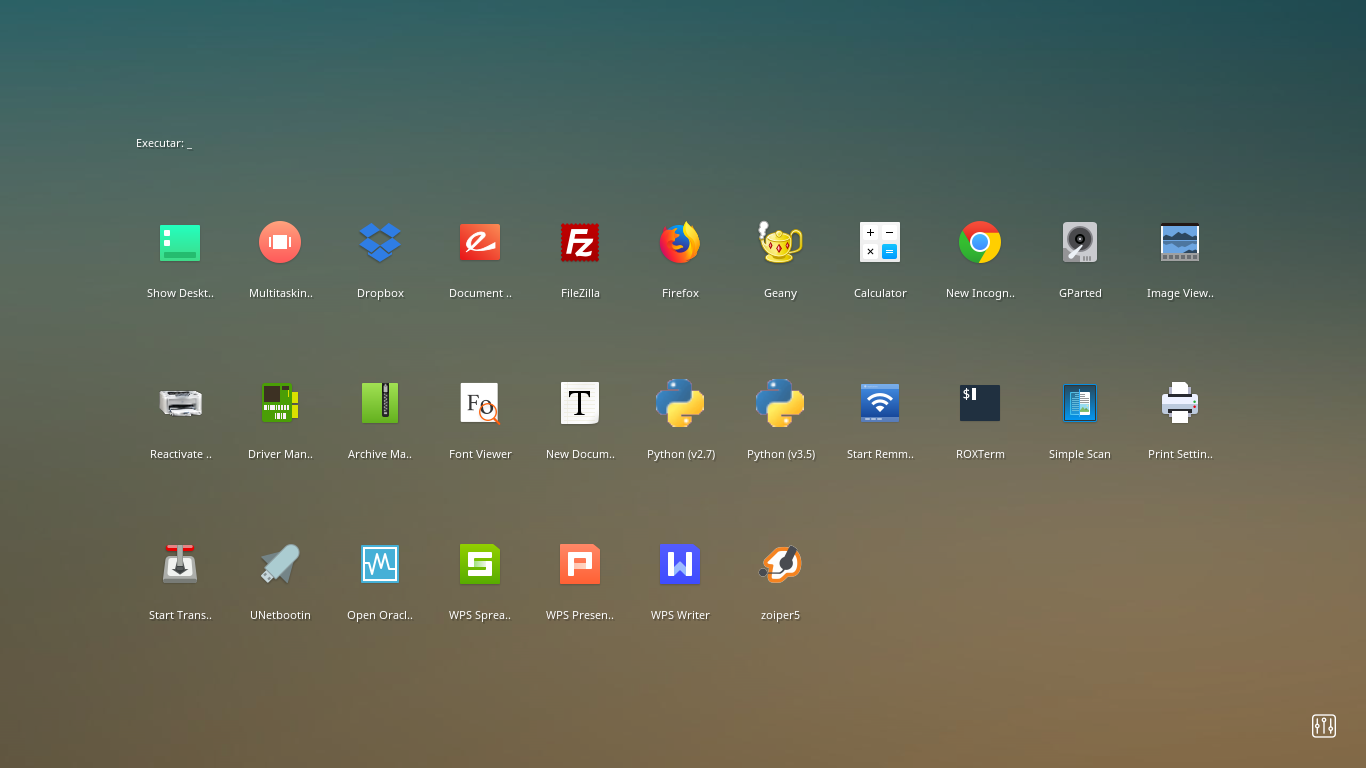 Executar: _
Show Deskt..
Multitaskin..
Dropbox
Document ..
FileZilla
Firefox
Geany
Calculator
New Incogn..
GParted
Image View..
Reactivate ..
Driver Man..
Archive Ma..
Font Viewer
New Docum..
Python (v2.7)
Python (v3.5)
Start Remm..
ROXTerm
Simple Scan
Print Settin..
Start Trans..
UNetbootin
Open Oracl..
WPS Sprea..
WPS Presen..
WPS Writer
zoiper5